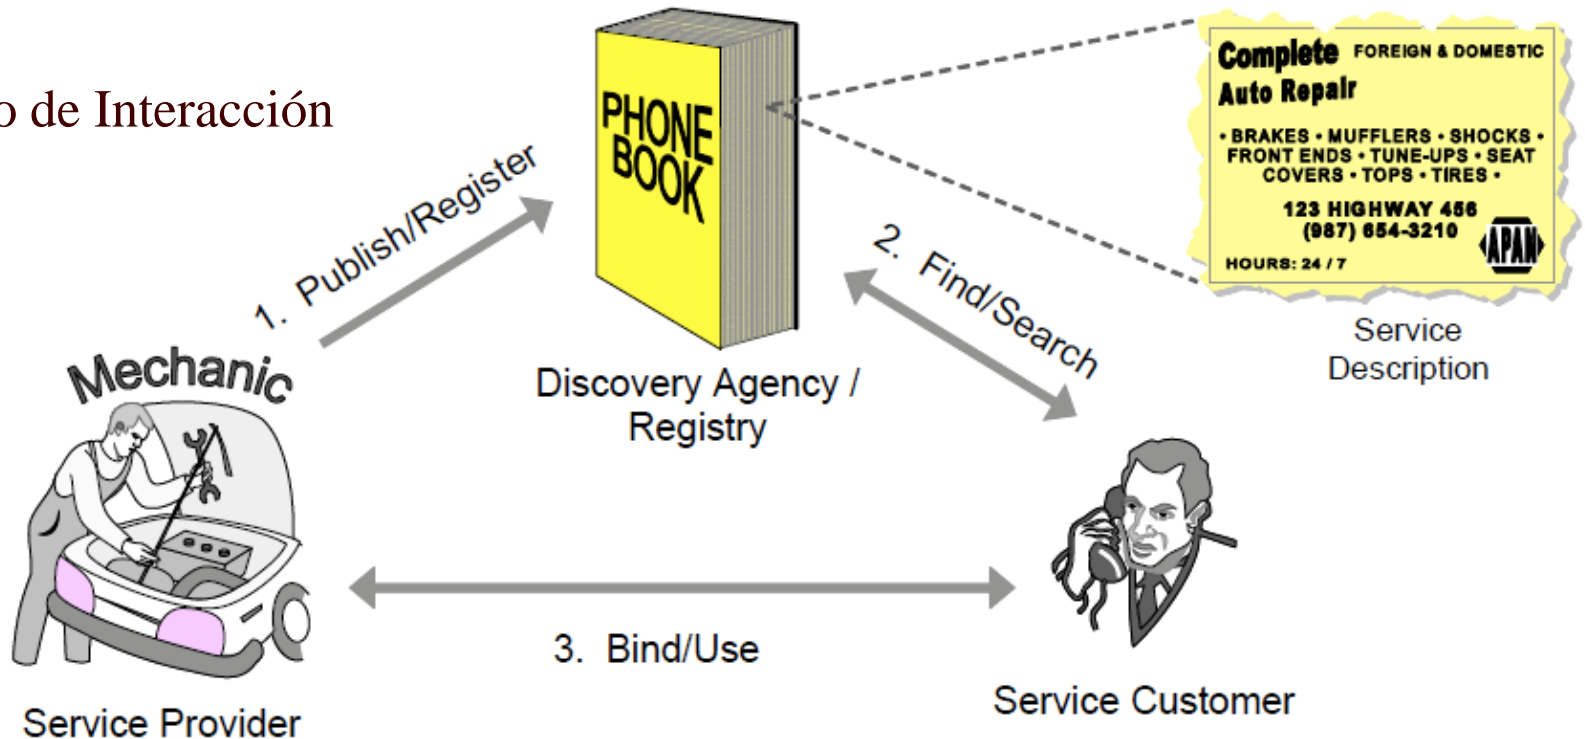 o de Interacción
PHONE
BOOK
Complete FOREIGN & DOMESTIC
Auto Repair
• BRAKES • MUFFLERS • SHOCKS •
FRONT ENDS • TUNE-UPS • SEAT
COVERS • TOPS • TIRES •
123 HIGHWAY 456
(987) 654-3210
APAN
HOURS: 24 / 7
Service
Description
1. Publish/Register
2. Find/Search
Discovery Agency /
Registry
Mechanic
3. Bind/Use
Service Provider
Service Customer